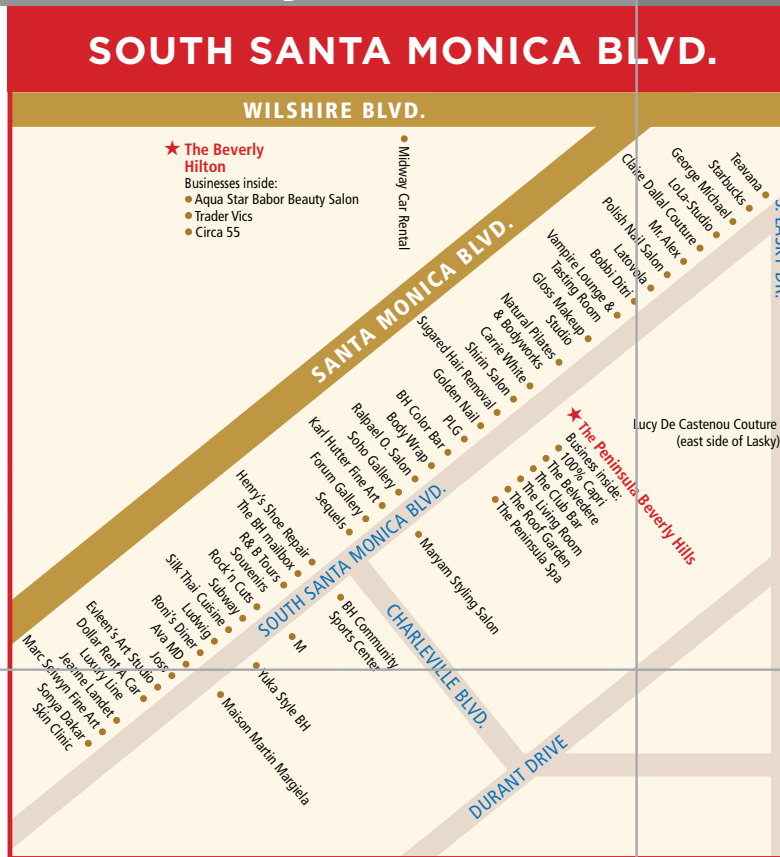 SOUTH SANTA MONICA BLVD.
WILSHIRE BLVD.
The Beverly
Hilton
Businesses inside:
Aqua Star Babor Beauty Salon
Trader Vics
Circa 55
Midway Car Rental
SANTA MONICA BLVD.
Teavana
Starbucks
George Michael
LoLa-Studio
Claire Dallal Couture
Mr. Alex
Polish Nail Salon
Latovola
Bobbi Ditri
Vampire Lounge &
Tasting Room
Gloss Makeup
Studio
Natural Pilates
& Bodyworks
Carrie White
Shirin Salon
Sugared Hair Removal
Golden Nail
PLG
BH Color Bar
Body Wrap
Ralpael O. Salon
Soho Gallery
Karl Hutter Fine Art
Forum Gallery
Sequels
Henry's Shoe Repair
The BH mailbox
R& B Tours
Souvenirs
Rock'n Cuts
Subway
Silk Thai Cuisine
Ludwig
Roni's Diner
Ava MD
Joss
Evleen's Art Studio
Dollar Rent A Car
Luxury Line
Jeanne Landet
Marc Selwyn Fine Art
Sonya Dakar
Skin Clinic
SOUTH SANTA MONICA BLVD.
The Peninsula Beverly Hills
Business inside:
100% Capri
The Belvedere
The Club Bar
The Living Room
The Roof Garden
The Peninsula Spa
Lucy De Castenou Couture
(east side of Lasky)
S. LASKY DR.
Maryam Styling Salon
BH Community
Sports Center
M
Yuka Style BH
Maison Martin Margiela
CHARLEVILLE BLVD.
DURANT DRIVE